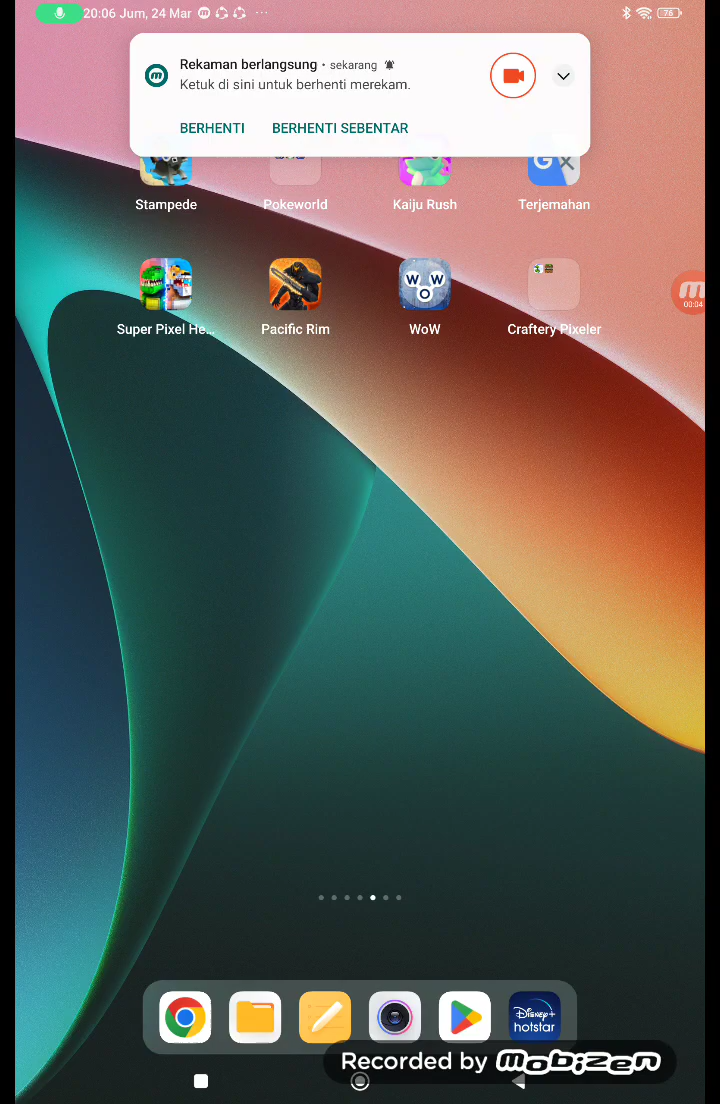 20:06 Jum, 24 Mar
76
Rekaman berlangsung • sekarang
Ketuk di sini untuk berhenti merekam.
BERHENTI BERHENTI SEBENTAR
Stampede Pokeworld Kaiju Rush Terjemahan
W W O
Super Pixel He... Pacific Rim WoW Craftery Pixeler
00:04
Disney+ hotstar
Recorded by mobizen